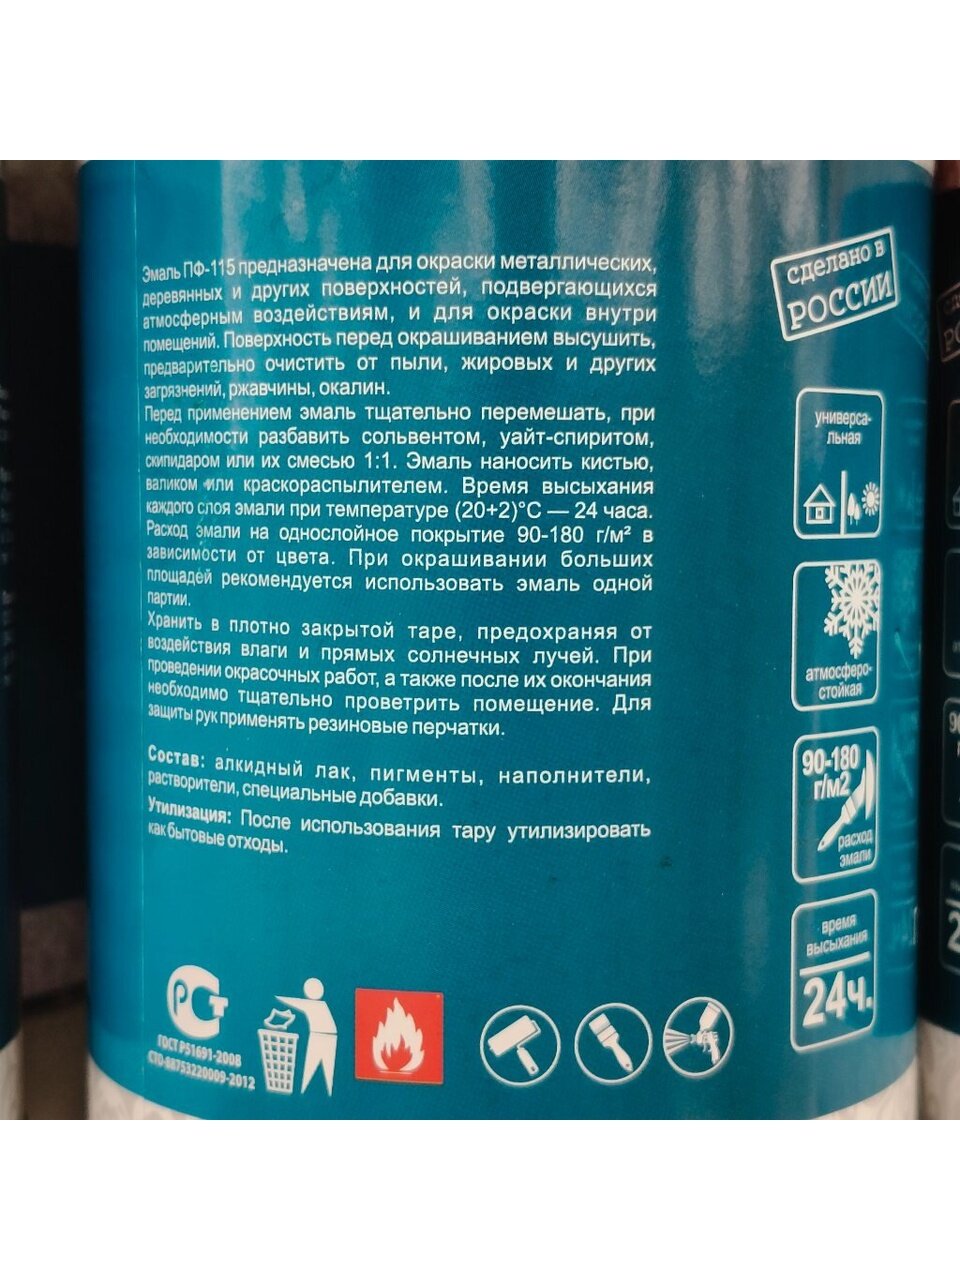 Эмаль ПФ-115 предназначена для окраски металлических,
деревянных и других поверхностей, подвергающихся
атмосферным воздействиям, и для окраски внутри
помещений. Поверхность перед окрашиванием высушить,
предварительно очистить от пыли, жировых и других
загрязнений, ржавчины, окалин.
Перед применением эмаль тщательно перемешать, при
необходимости разбавить сольвентом, уайт-спиритом,
скипидаром или их смесью 1:1. Эмаль наносить кистью,
валиком или краскораспылителем. Время высыхания
каждого слоя эмали при температуре (20+2)°С — 24 часа.
Расход эмали на однослойное покрытие 90-180 г/м² в
зависимости от цвета. При окрашивании больших
площадей рекомендуется использовать эмаль одной
партии.
Хранить в плотно закрытой таре, предохраняя от
воздействия влаги и прямых солнечных лучей. При
проведении окрасочных работ, а также после их окончания
необходимо тщательно проветрить помещение. Для
защиты рук применять резиновые перчатки.
Состав: алкидный лак, пигменты, наполнители,
растворители, специальные добавки.
Утилизация: После использования тару утилизировать
как бытовые отходы.
РСТ
ГОСТ Р51691-2008
СТО-88753220009-2012
сделано в
РОССИИ
универса-
льная
атмосферо-
стойкая
90-180
г/м2
расход
эмали
время
высыхания
24ч.